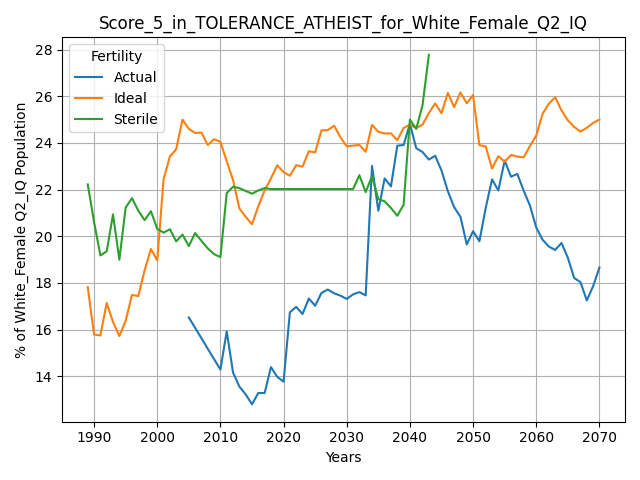 Score_5_in_TOLERANCE_ATHEIST_for_White_Female_Q2_IQ
% of White_Female Q2_IQ Population
28
26
24
22
20
18
16
14
Fertility
Actual
Ideal
Sterile
1990 2000 2010 2020 2030 2040 2050 2060 2070
Years